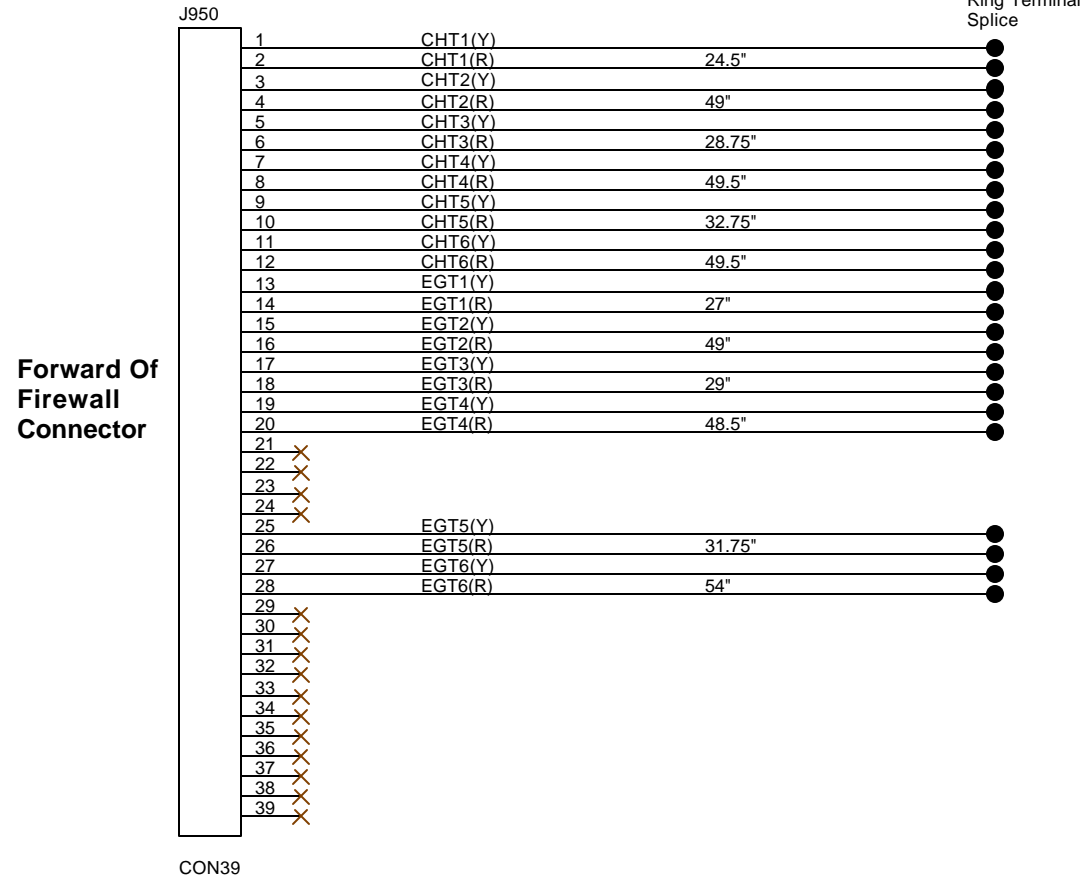 Ring Terminal
Splice
J950
1 CHT1(Y)
2 CHT1(R) 24.5"
3 CHT2(Y)
4 CHT2(R) 49"
5 CHT3(Y)
6 CHT3(R) 28.75"
7 CHT4(Y)
8 CHT4(R) 49.5"
9 CHT5(Y)
10 CHT5(R) 32.75"
11 CHT6(Y)
12 CHT6(R) 49.5"
13 EGT1(Y)
14 EGT1(R) 27"
15 EGT2(Y)
16 EGT2(R) 49"
17 EGT3(Y)
18 EGT3(R) 29"
19 EGT4(Y)
20 EGT4(R) 48.5"
Forward Of
Firewall
Connector
21
22
23
24
25 EGT5(Y)
26 EGT5(R) 31.75"
27 EGT6(Y)
28 EGT6(R) 54"
29
30
31
32
33
34
35
36
37
38
39
CON39